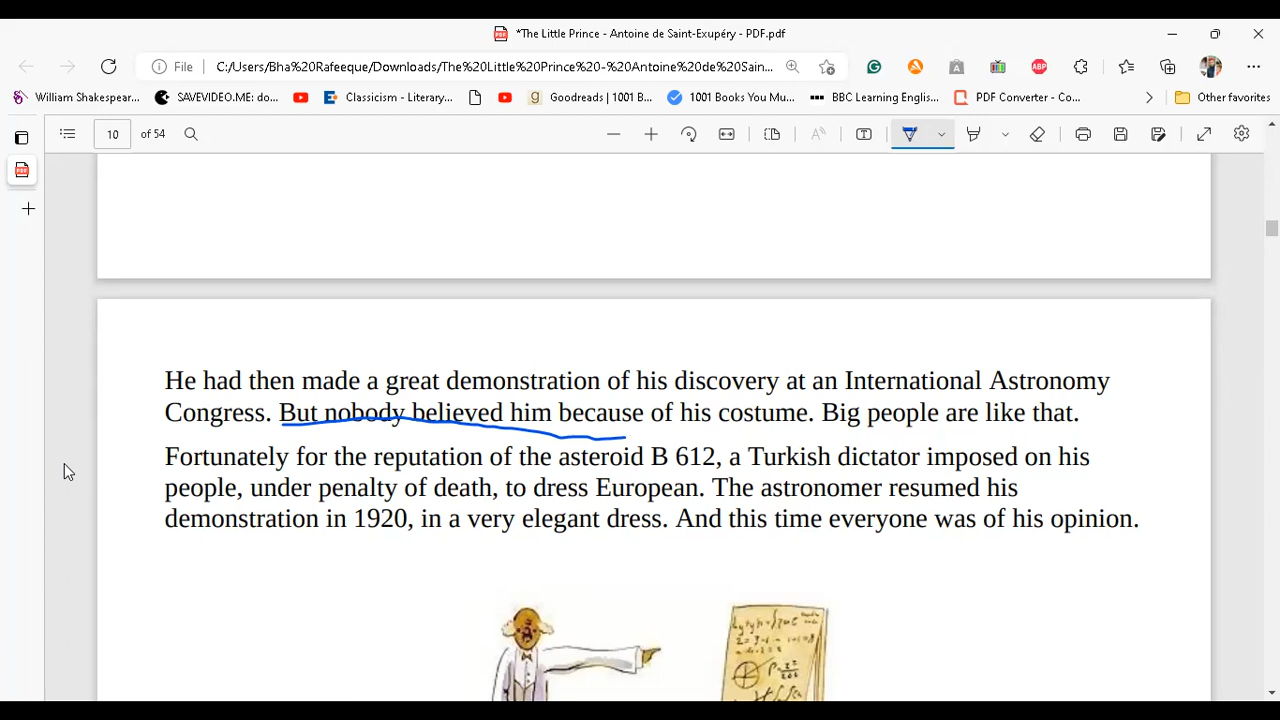 *The Little Prince - Antoine de Saint-Exupéry - PDF.pdf
File C:/Users/Bha%20Rafeeque/Downloads/The%20Little%20Prince%20-%20Antoine%20de%20Sain...
William Shakespear... SAVEVIDEO.ME: do... Classicism - Literary... Goodreads | 1001 B... 1001 Books You Mu... BBC Learning Englis... PDF Converter - Co... Other favorites
10 of 54
He had then made a great demonstration of his discovery at an International Astronomy
Congress. But nobody believed him because of his costume. Big people are like that.
Fortunately for the reputation of the asteroid B 612, a Turkish dictator imposed on his
people, under penalty of death, to dress European. The astronomer resumed his
demonstration in 1920, in a very elegant dress. And this time everyone was of his opinion.